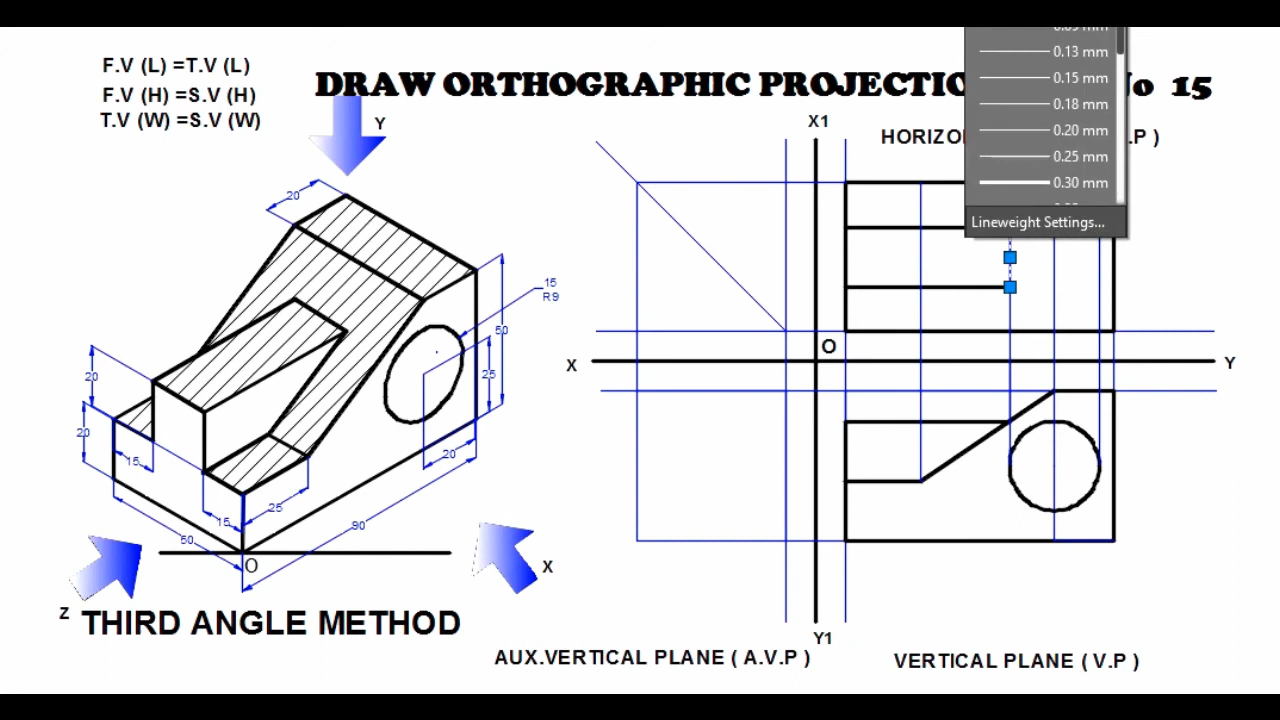 F.V (L) =T.V (L)
F.V (H) =S.V (H)
T.V (W) =S.V (W)
DRAW ORTHOGRAPHIC PROJECTIO
No 15
Y
X1
HORIZO
.P )
0.13 mm
0.15 mm
0.18 mm
0.20 mm
0.25 mm
0.30 mm
Lineweight Settings...
20
15
R9
50
25
20
20
20
15
15
25
50
90
O
X
Z
THIRD ANGLE METHOD
X
O
Y
Y1
AUX.VERTICAL PLANE ( A.V.P )
VERTICAL PLANE ( V.P )